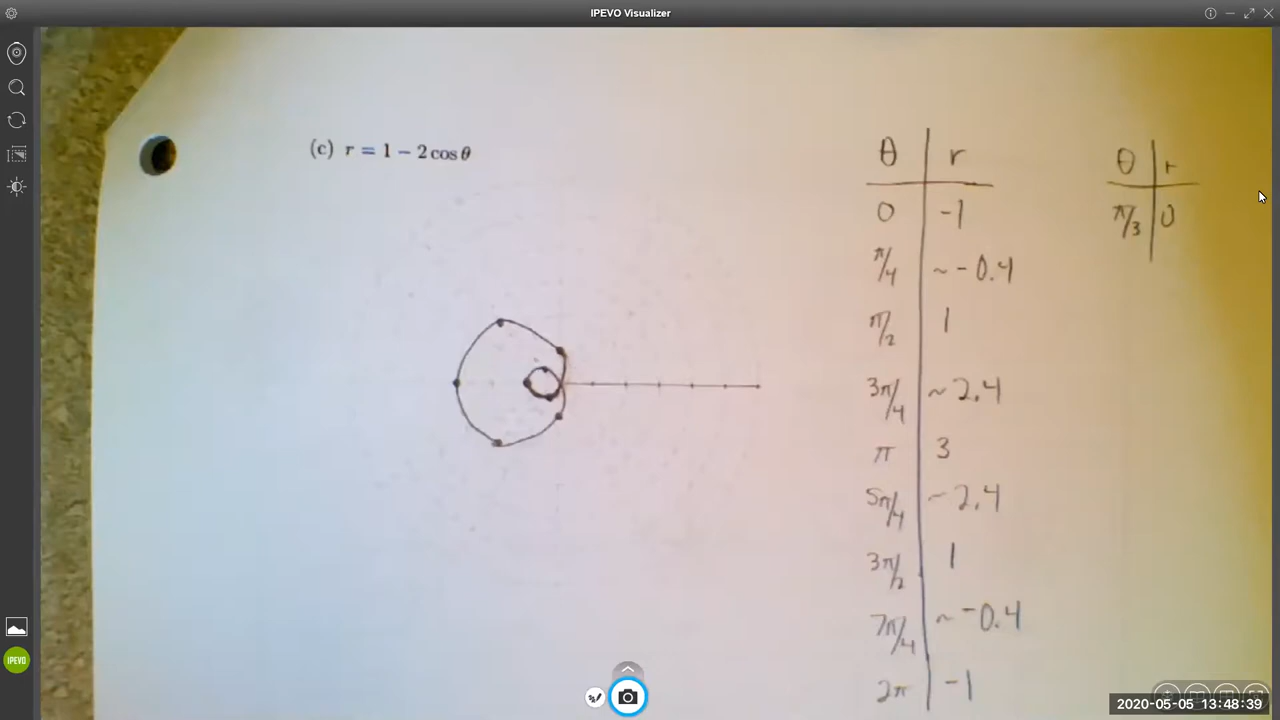 IPEVO Visualizer
(c) r = 1 − 2 cos θ
θ r
0 -1
π/4 ~ -0.4
π/2 1
3π/4 ~ 2.4
π 3
5π/4 ~ 2.4
3π/2 1
7π/4 ~ -0.4
2π -1
θ r
π/3 0
IPEVO
2020-05-05 13:48:39